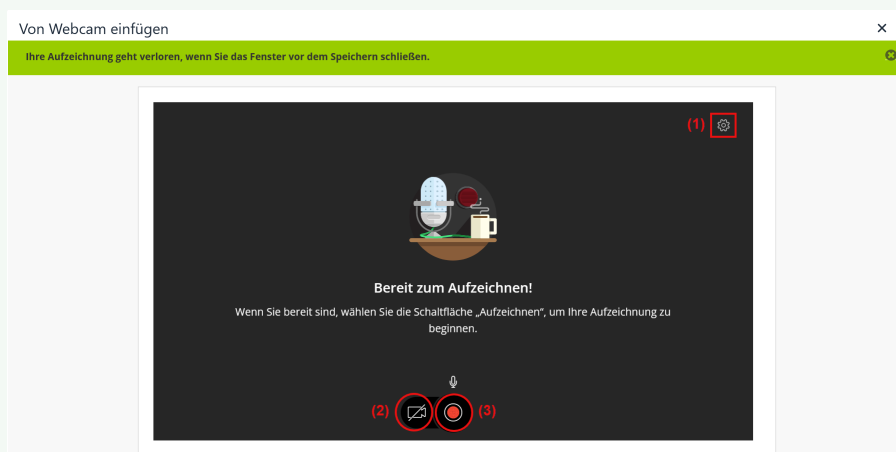 Von Webcam einfügen
Ihre Aufzeichnung geht verloren, wenn Sie das Fenster vor dem Speichern schließen.
(1)
Bereit zum Aufzeichnen!
Wenn Sie bereit sind, wählen Sie die Schaltfläche „Aufzeichnen“, um Ihre Aufzeichnung zu
beginnen.
(2)
(3)